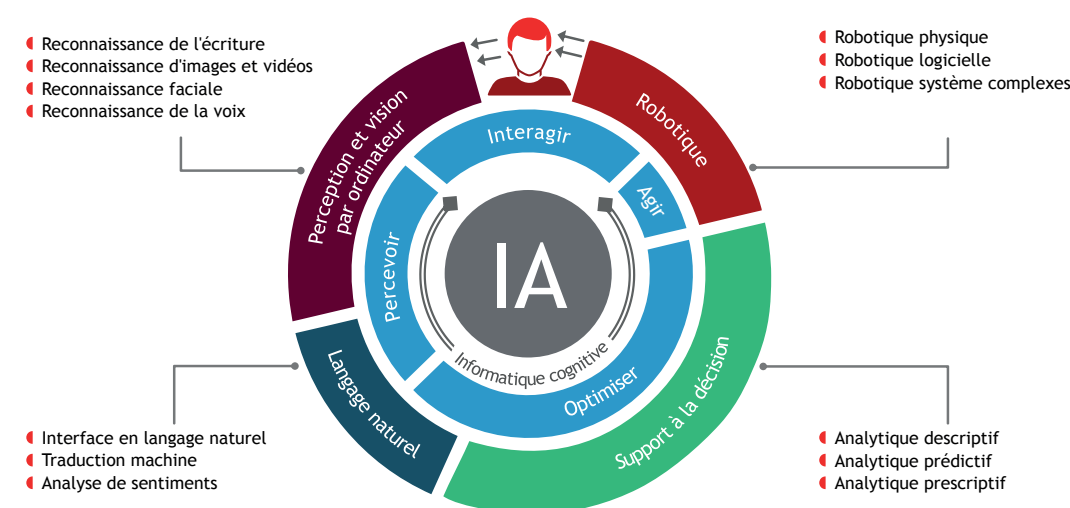 Reconnaissance de l'écriture
Reconnaissance d'images et vidéos
Reconnaissance faciale
Reconnaissance de la voix
Robotique physique
Robotique logicielle
Robotique système complexes
Perception et vision
par ordinateur
Robotique
Interagir
Agir
Percevoir
IA
Informatique cognitive
Optimiser
Langage naturel
Support à la décision
Interface en langage naturel
Traduction machine
Analyse de sentiments
Analytique descriptif
Analytique prédictif
Analytique prescriptif